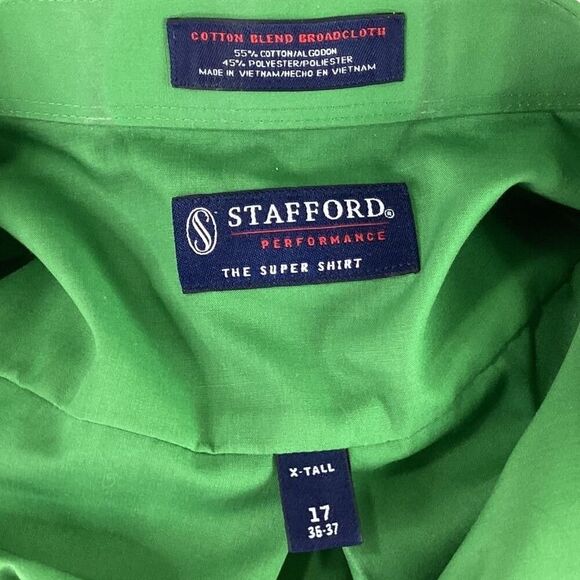 COTTON BLEND BROADCLOTH
55% COTTON/ALGODON
45% POLYESTER/POLIESTER
MADE IN VIETNAM/HECHO EN VIETNAM
S STAFFORD®
PERFORMANCE
THE SUPER SHIRT
X-TALL
17
36-37